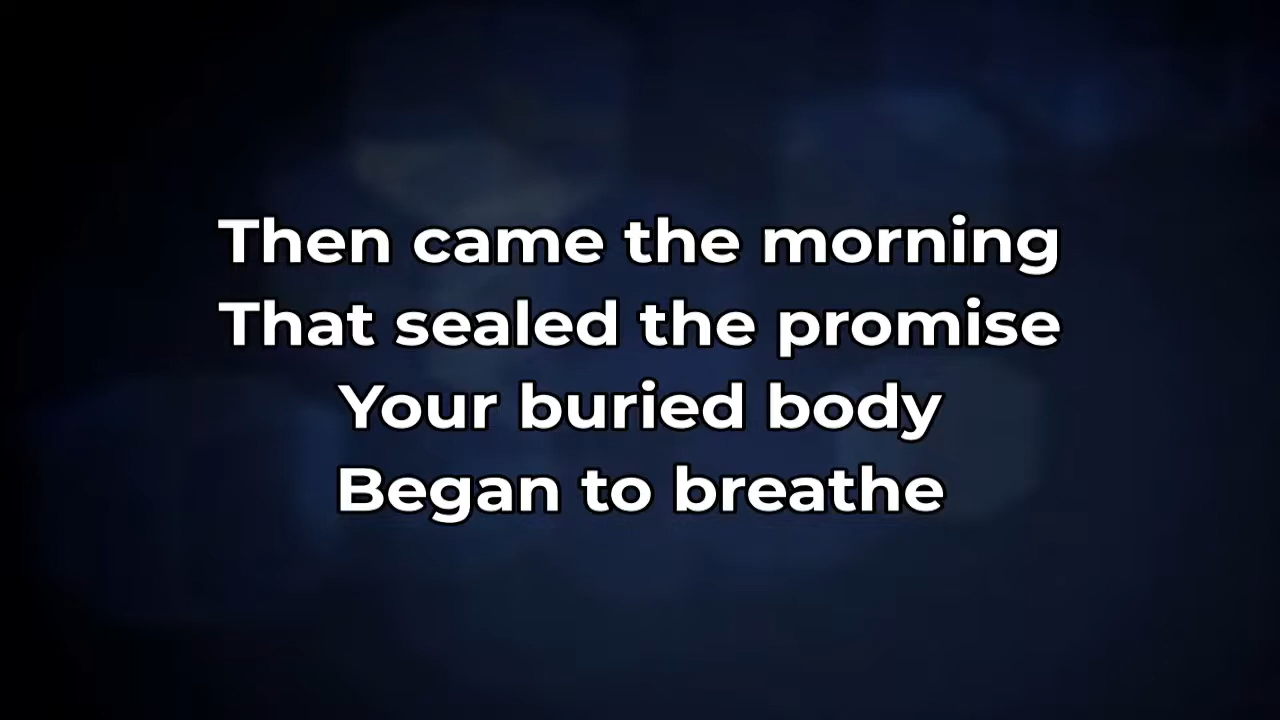 Then came the morning
That sealed the promise
Your buried body
Began to breathe